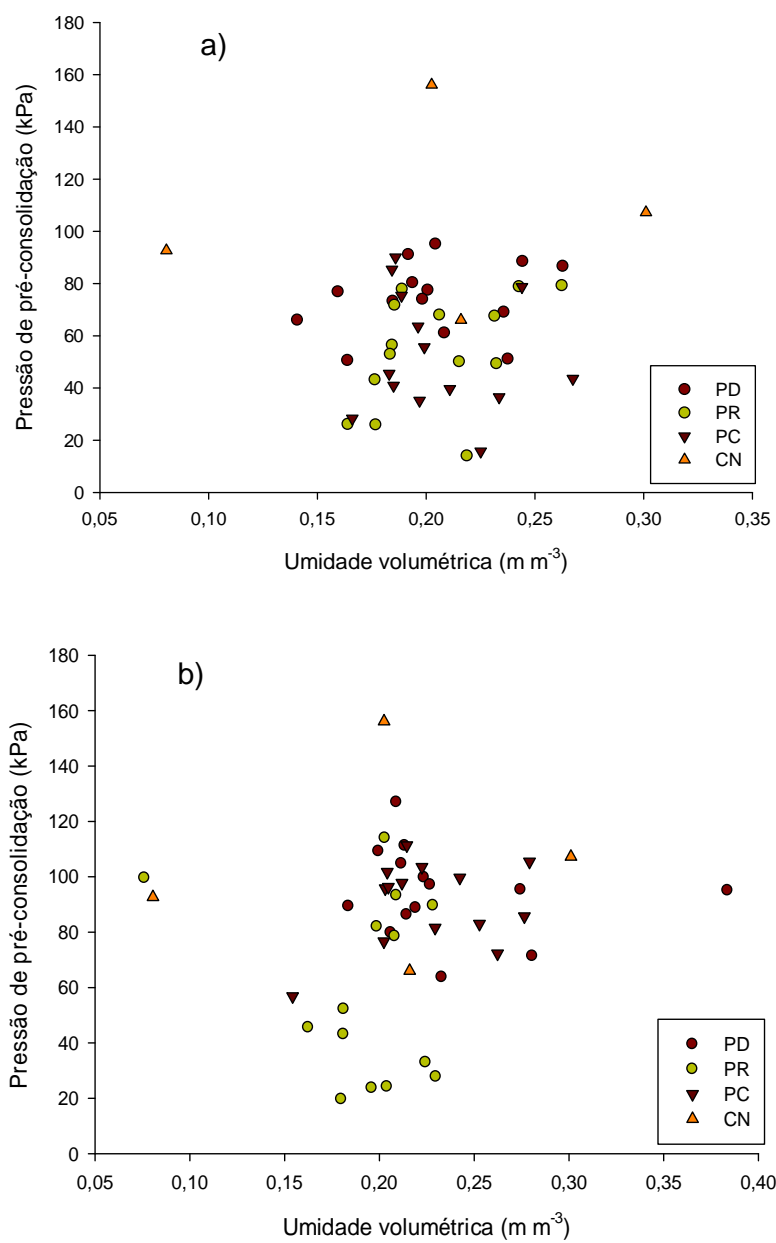 a)
Pressão de pré-consolidação (kPa)
180
160
140
120
100
80
60
40
20
0
PD
PR
PC
CN
0,05 0,10 0,15 0,20 0,25 0,30 0,35
Umidade volumétrica (m m⁻³)
b)
Pressão de pré-consolidação (kPa)
180
160
140
120
100
80
60
40
20
0
PD
PR
PC
CN
0,05 0,10 0,15 0,20 0,25 0,30 0,35 0,40
Umidade volumétrica (m m⁻³)